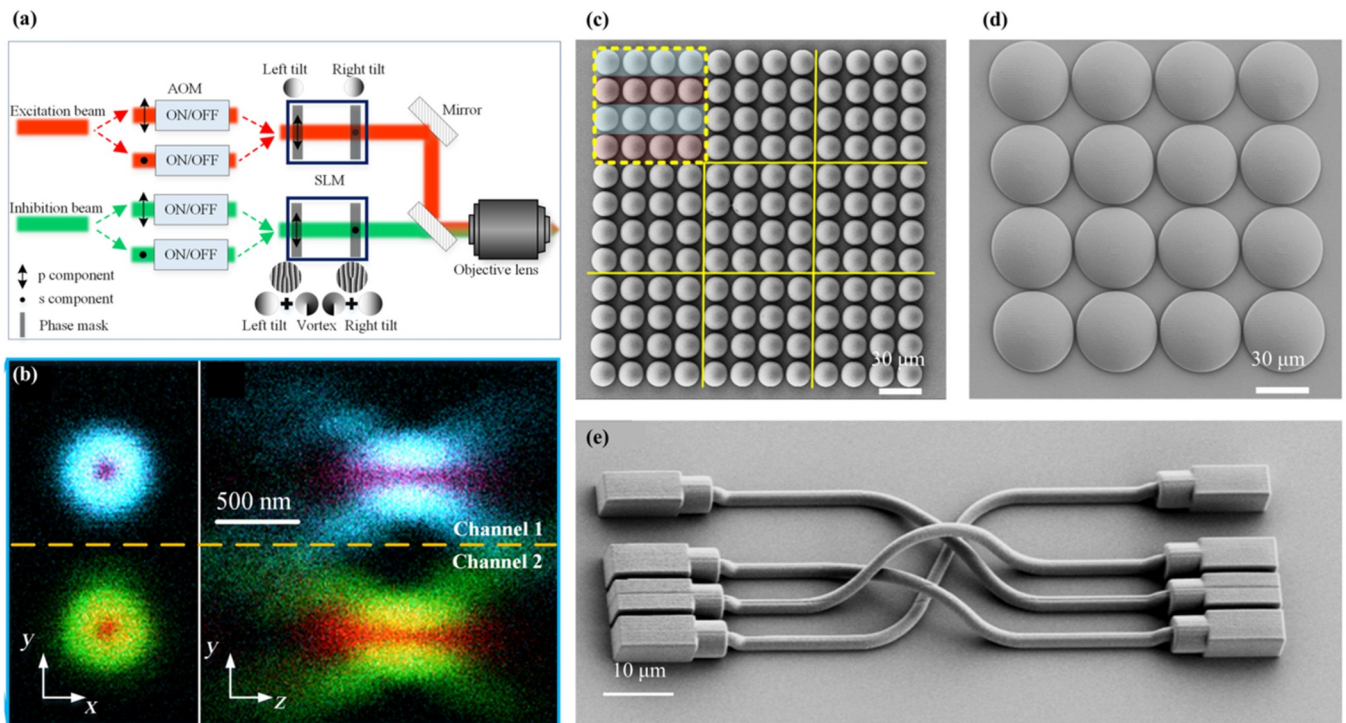 (a)
Left tilt
Right tilt
AOM
Mirror
Excitation beam
ON/OFF
ON/OFF
SLM
Inhibition beam
ON/OFF
ON/OFF
Objective lens
p component
s component
Phase mask
Left tilt Vortex Right tilt
(b)
500 nm
Channel 1
Channel 2
y
x
y
z
(c)
30 μm
(d)
30 μm
(e)
10 μm